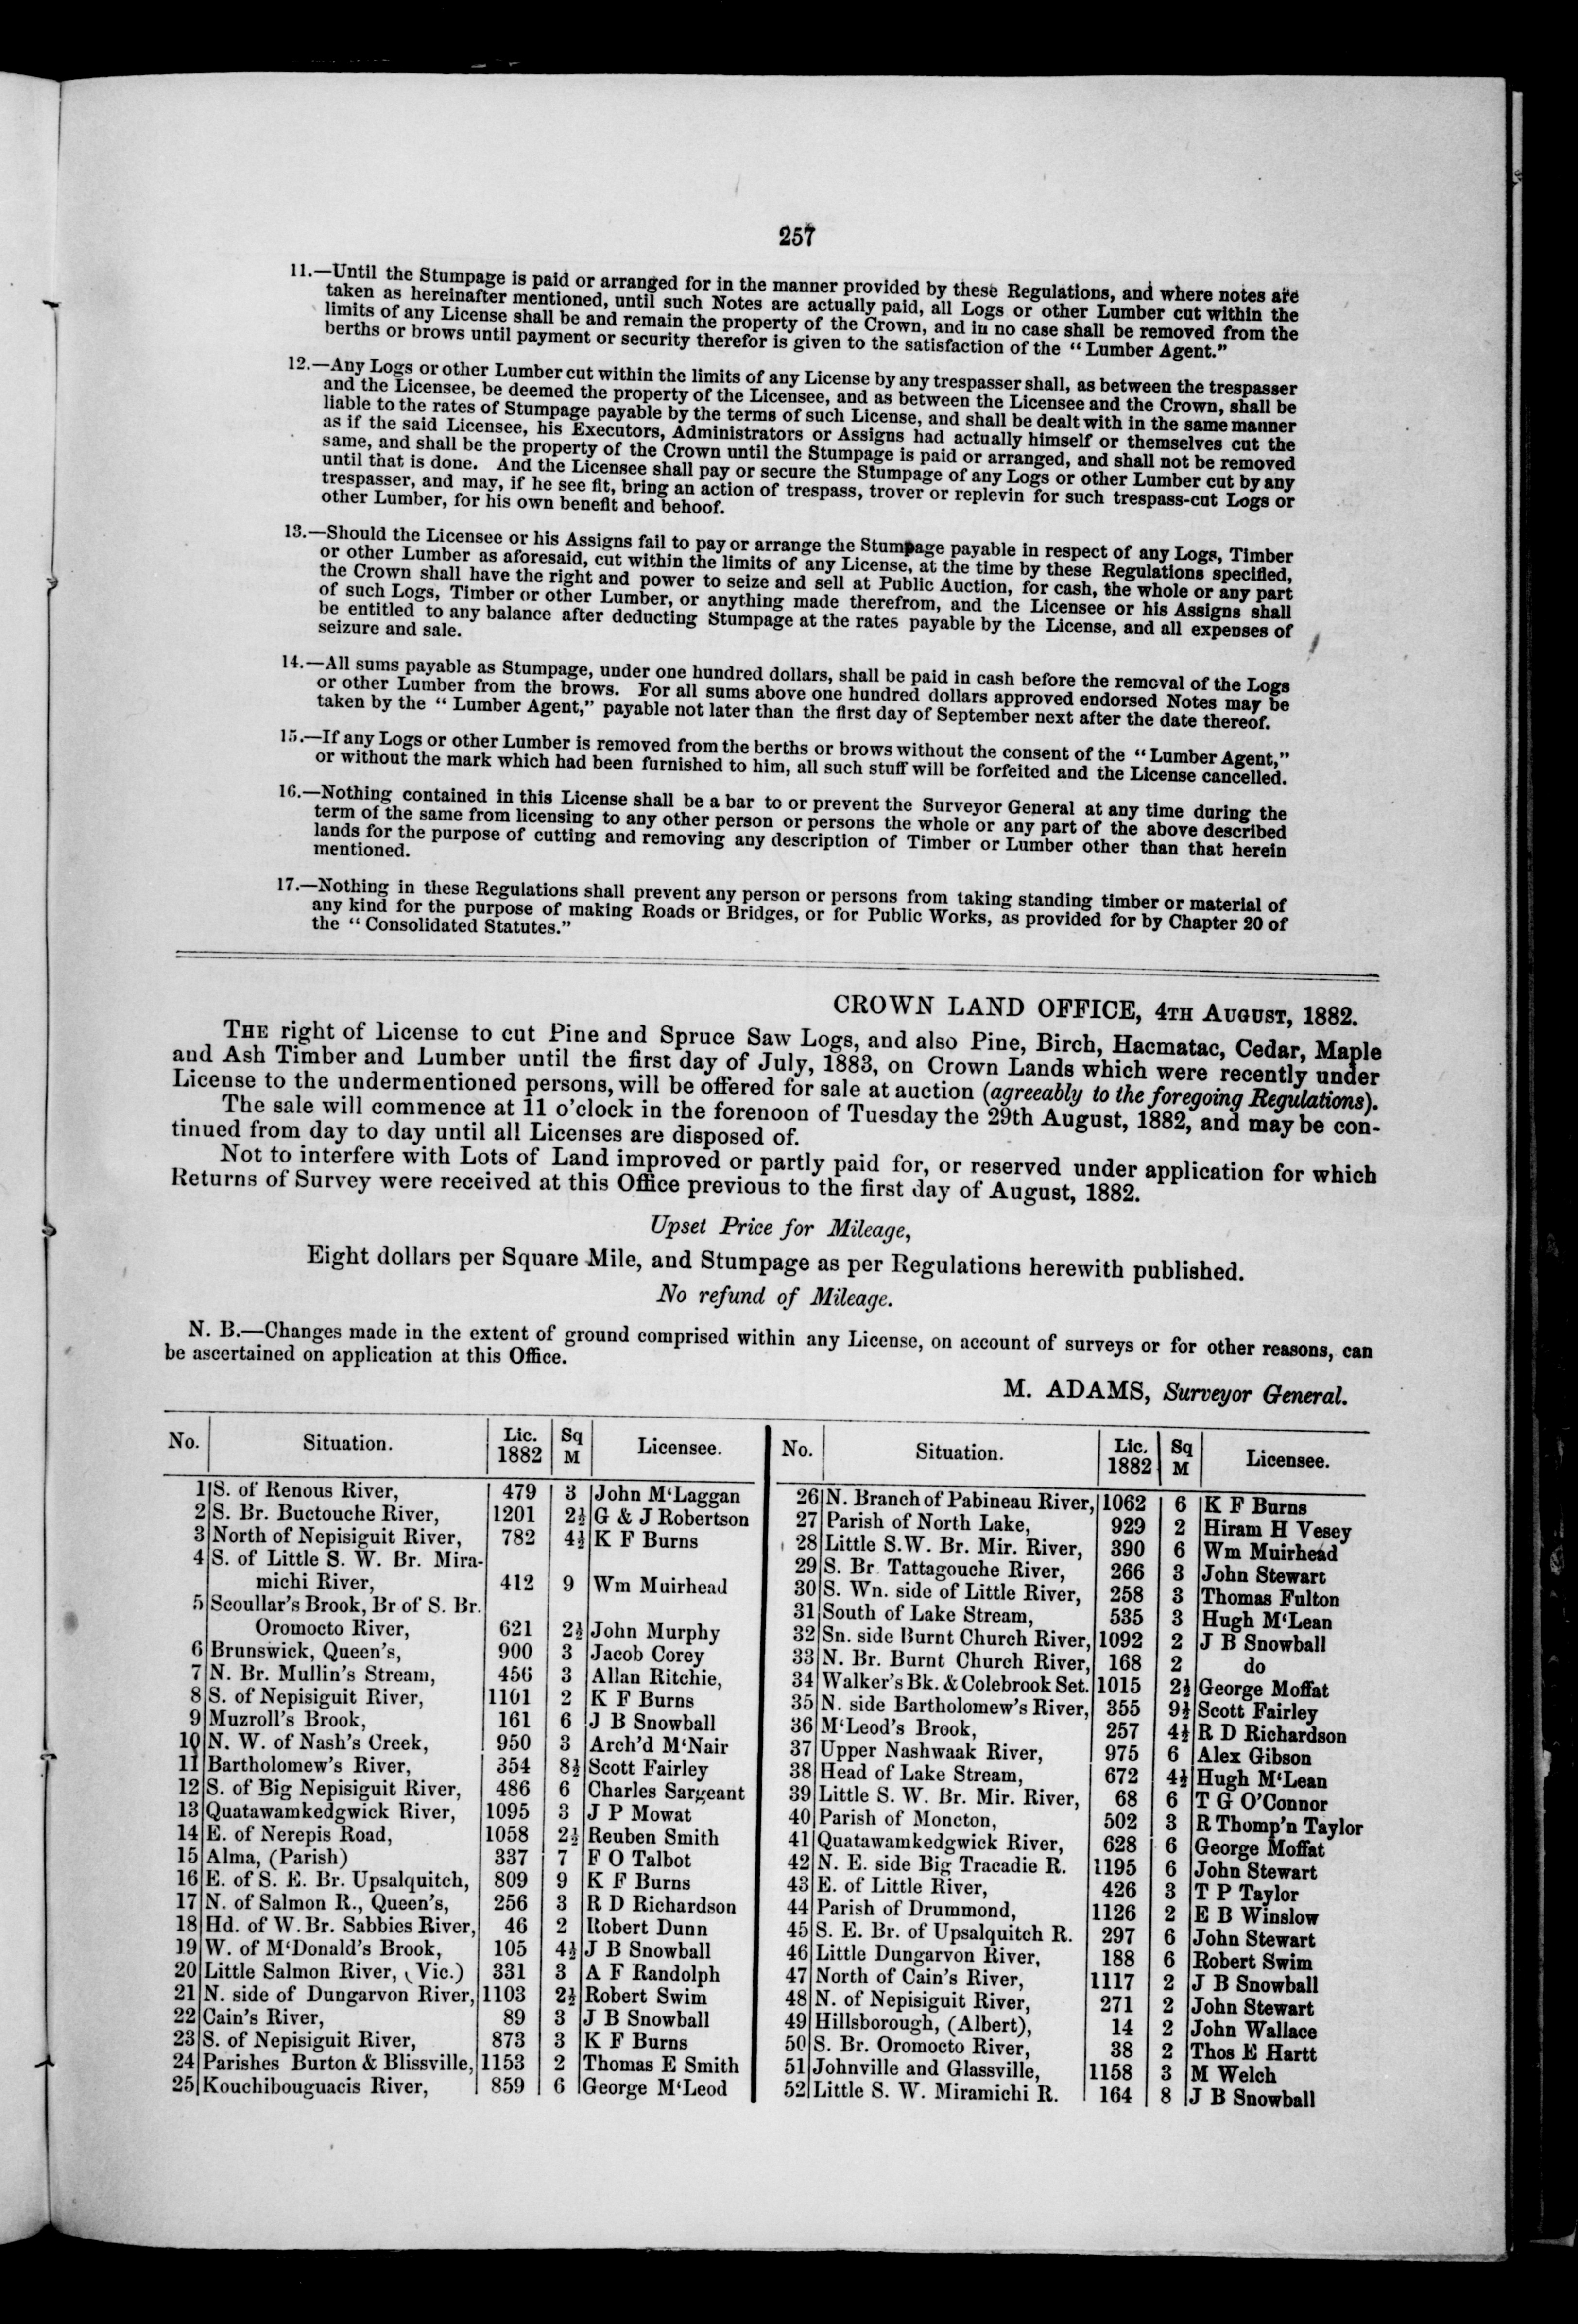 257
11.—Until the Stumpage is paid or arranged for in the manner provided by these Regulations, and where notes are
taken as hereinafter mentioned, until such Notes are actually paid, all Logs or other Lumber cut within the
limits of any License shall be and remain the property of the Crown, and in no case shall be removed from the
berths or brows until payment or security therefor is given to the satisfaction of the “ Lumber Agent.”
12.—Any Logs or other Lumber cut within the limits of any License by any trespasser shall, as between the trespasser
and the Licensee, be deemed the property of the Licensee, and as between the Licensee and the Crown, shall be
liable to the rates of Stumpage payable by the terms of such License, and shall be dealt with in the same manner
as if the said Licensee, his Executors, Administrators or Assigns had actually himself or themselves cut the
same, and shall be the property of the Crown until the Stumpage is paid or arranged, and shall not be removed
until that is done. And the Licensee shall pay or secure the Stumpage of any Logs or other Lumber cut by any
trespasser, and may, if he see fit, bring an action of trespass, trover or replevin for such trespass-cut Logs or
other Lumber, for his own benefit and behoof.
13.—Should the Licensee or his Assigns fail to pay or arrange the Stumpage payable in respect of any Logs, Timber
or other Lumber as aforesaid, cut within the limits of any License, at the time by these Regulations specified,
the Crown shall have the right and power to seize and sell at Public Auction, for cash, the whole or any part
of such Logs, Timber or other Lumber, or anything made therefrom, and the Licensee or his Assigns shall
be entitled to any balance after deducting Stumpage at the rates payable by the License, and all expenses of
seizure and sale.
14.—All sums payable as Stumpage, under one hundred dollars, shall be paid in cash before the removal of the Logs
or other Lumber from the brows. For all sums above one hundred dollars approved endorsed Notes may be
taken by the “ Lumber Agent,” payable not later than the first day of September next after the date thereof.
15.—If any Logs or other Lumber is removed from the berths or brows without the consent of the “ Lumber Agent,”
or without the mark which had been furnished to him, all such stuff will be forfeited and the License cancelled.
16.—Nothing contained in this License shall be a bar to or prevent the Surveyor General at any time during the
term of the same from licensing to any other person or persons the whole or any part of the above described
lands for the purpose of cutting and removing any description of Timber or Lumber other than that herein
mentioned.
17.—Nothing in these Regulations shall prevent any person or persons from taking standing timber or material of
any kind for the purpose of making Roads or Bridges, or for Public Works, as provided for by Chapter 20 of
the “ Consolidated Statutes.”
CROWN LAND OFFICE, 4TH AUGUST, 1882.
THE right of License to cut Pine and Spruce Saw Logs, and also Pine, Birch, Hacmatac, Cedar, Maple
and Ash Timber and Lumber until the first day of July, 1883, on Crown Lands which were recently under
License to the undermentioned persons, will be offered for sale at auction (agreeably to the foregoing Regulations).
The sale will commence at 11 o’clock in the forenoon of Tuesday the 29th August, 1882, and may be con-
tinued from day to day until all Licenses are disposed of.
Not to interfere with Lots of Land improved or partly paid for, or reserved under application for which
Returns of Survey were received at this Office previous to the first day of August, 1882.
Upset Price for Mileage,
Eight dollars per Square Mile, and Stumpage as per Regulations herewith published.
No refund of Mileage.
N. B.—Changes made in the extent of ground comprised within any License, on account of surveys or for other reasons, can
be ascertained on application at this Office.
M. ADAMS, Surveyor General.
No. Situation. Lic. 1882 Sq M Licensee.
1 S. of Renous River, 479 3 John M‘Laggan
2 S. Br. Buctouche River, 1201 2½ G & J Robertson
3 North of Nepisiguit River, 782 4½ K F Burns
4 S. of Little S. W. Br. Mira-
michi River, 412 9 Wm Muirhead
5 Scoullar’s Brook, Br of S. Br.
Oromocto River, 621 2½ John Murphy
6 Brunswick, Queen’s, 900 3 Jacob Corey
7 N. Br. Mullin’s Stream, 456 3 Allan Ritchie,
8 S. of Nepisiguit River, 1101 2 K F Burns
9 Muzroll’s Brook, 161 6 J B Snowball
10 N. W. of Nash’s Creek, 950 3 Arch’d M‘Nair
11 Bartholomew’s River, 354 8½ Scott Fairley
12 S. of Big Nepisiguit River, 486 6 Charles Sargeant
13 Quatawamkedgwick River, 1095 3 J P Mowat
14 E. of Nerepis Road, 1058 2½ Reuben Smith
15 Alma, (Parish) 337 7 F O Talbot
16 E. of S. E. Br. Upsalquitch, 809 9 K F Burns
17 N. of Salmon R., Queen’s, 256 3 R D Richardson
18 Hd. of W. Br. Sabbies River, 46 2 Robert Dunn
19 W. of M‘Donald’s Brook, 105 4½ J B Snowball
20 Little Salmon River, (Vic.) 331 3 A F Randolph
21 N. side of Dungarvon River, 1103 2½ Robert Swim
22 Cain’s River, 89 3 J B Snowball
23 S. of Nepisiguit River, 873 3 K F Burns
24 Parishes Burton & Blissville, 1153 2 Thomas E Smith
25 Kouchibouguacis River, 859 6 George M‘Leod
No. Situation. Lic. 1882 Sq M Licensee.
26 N. Branch of Pabineau River, 1062 6 K F Burns
27 Parish of North Lake, 929 2 Hiram H Vesey
28 Little S.W. Br. Mir. River, 390 6 Wm Muirhead
29 S. Br. Tattagouche River, 266 3 John Stewart
30 S. Wn. side of Little River, 258 3 Thomas Fulton
31 South of Lake Stream, 535 3 Hugh M‘Lean
32 Sn. side Burnt Church River, 1092 2 J B Snowball
33 N. Br. Burnt Church River, 168 2 do
34 Walker’s Bk. & Colebrook Set. 1015 2½ George Moffat
35 N. side Bartholomew’s River, 355 9½ Scott Fairley
36 M‘Leod’s Brook, 257 4½ R D Richardson
37 Upper Nashwaak River, 975 6 Alex Gibson
38 Head of Lake Stream, 672 4½ Hugh M‘Lean
39 Little S. W. Br. Mir. River, 68 6 T G O’Connor
40 Parish of Moncton, 502 3 R Thomp’n Taylor
41 Quatawamkedgwick River, 628 6 George Moffat
42 N. E. side Big Tracadie R. 1195 6 John Stewart
43 E. of Little River, 426 3 T P Taylor
44 Parish of Drummond, 1126 2 E B Winslow
45 S. E. Br. of Upsalquitch R. 297 6 John Stewart
46 Little Dungarvon River, 188 6 Robert Swim
47 North of Cain’s River, 1117 2 J B Snowball
48 N. of Nepisiguit River, 271 2 John Stewart
49 Hillsborough, (Albert), 14 2 John Wallace
50 S. Br. Oromocto River, 38 2 Thos E Hartt
51 Johnville and Glassville, 1158 3 M Welch
52 Little S. W. Miramichi R. 164 8 J B Snowball